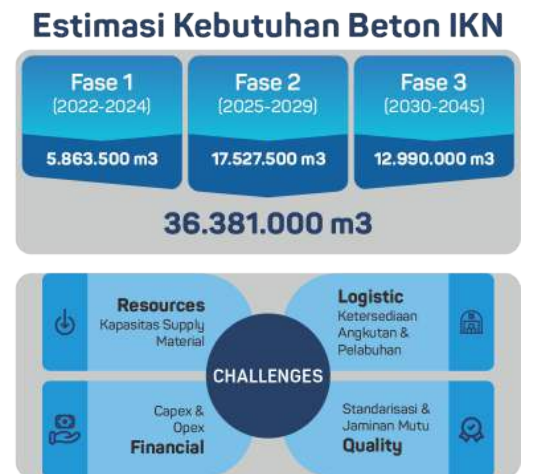 Estimasi Kebutuhan Beton IKN
Fase 1
(2022-2024)
5.863.500 m3
Fase 2
(2025-2029)
17.527.500 m3
Fase 3
(2030-2045)
12.990.000 m3
36.381.000 m3
Resources
Kapasitas Supply
Material
Logistic
Ketersediaan
Angkutan &
Pelabuhan
CHALLENGES
Capex &
Opex
Financial
Standarisasi &
Jaminan Mutu
Quality